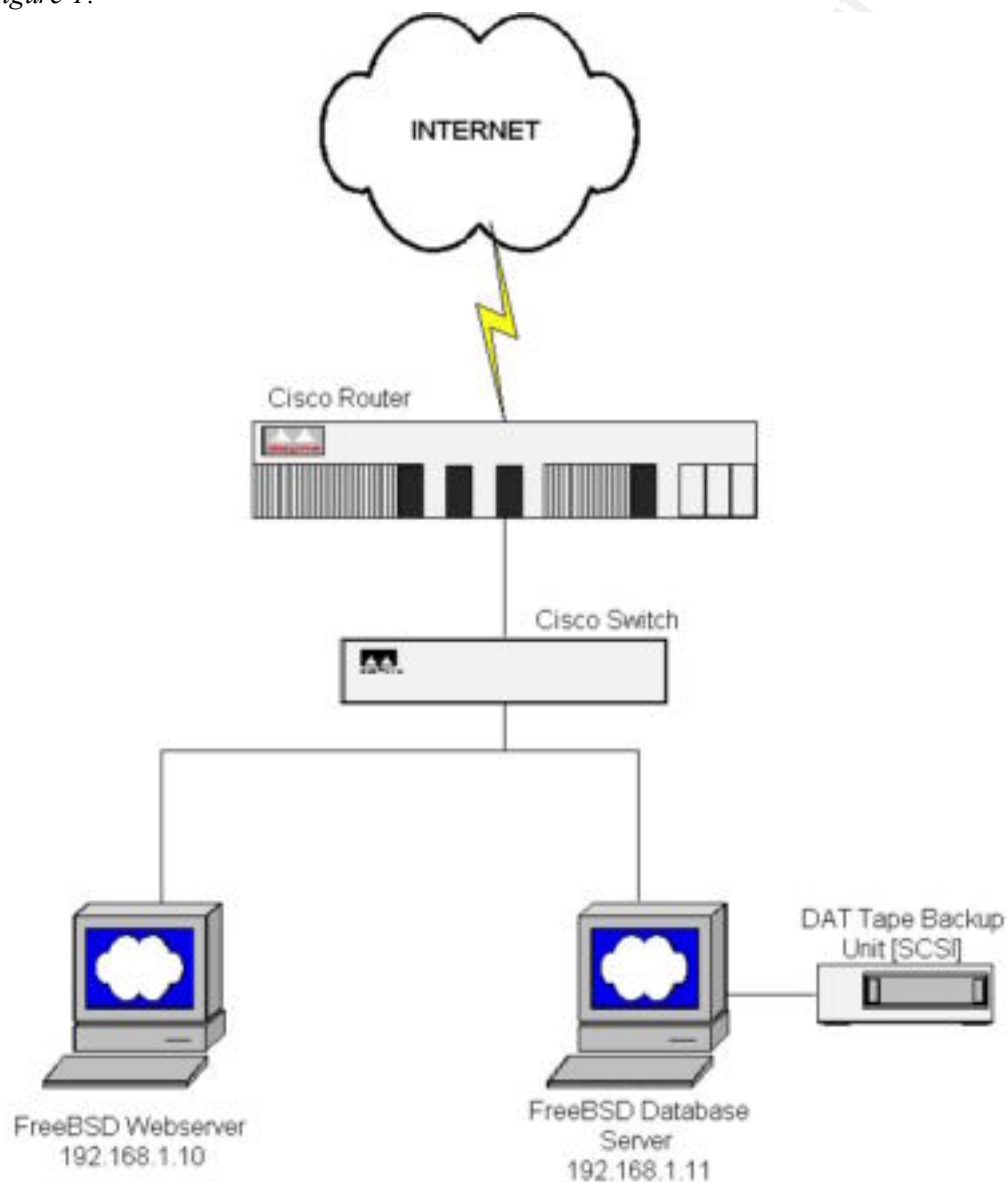 Figure 1:
INTERNET
Cisco Router
Cisco Switch
DAT Tape Backup
Unit [SCSI]
FreeBSD Webserver
192.168.1.10
FreeBSD Database
Server
192.168.1.11